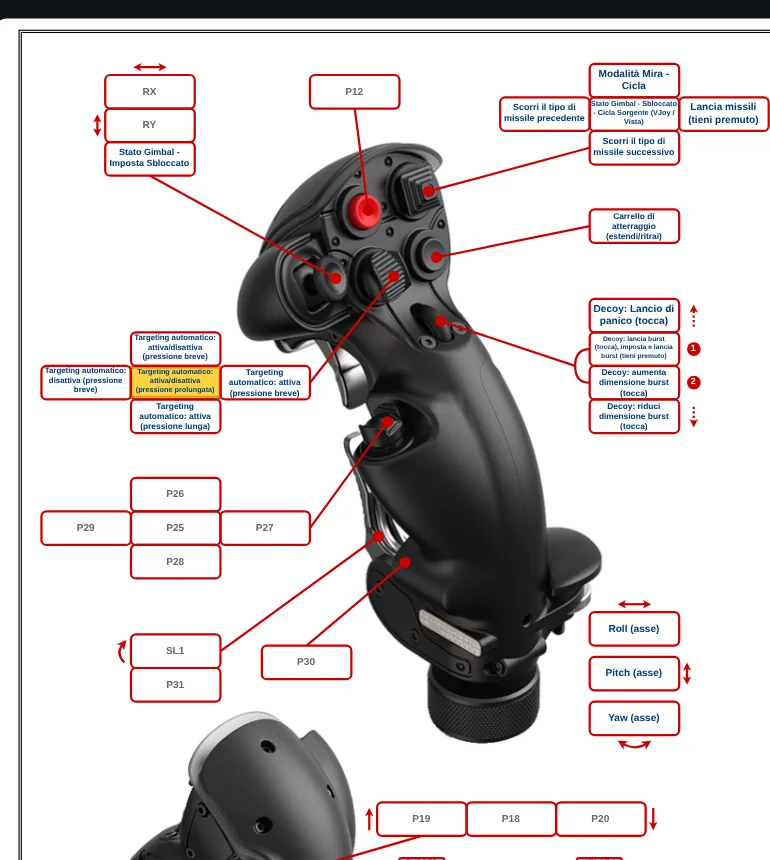 RX
RY
Stato Gimbal -
Imposta Sbloccato
P12
Modalità Mira -
Cicla
Scorri il tipo di
missile precedente
Stato Gimbal - Sbloccato
- Cicla Sorgente (VJoy /
Vista)
Lancia missili
(tieni premuto)
Scorri il tipo di
missile successivo
Carrello di
atterraggio
(estendi/ritrai)
Decoy: Lancio di
panico (tocca)
Decoy: lancia burst
(tocca), imposta e lancia
burst (tieni premuto)
1
Decoy: aumenta
dimensione burst
(tocca)
2
Decoy: riduci
dimensione burst
(tocca)
Targeting automatico:
attiva/disattiva
(pressione breve)
Targeting automatico:
disattiva (pressione
breve)
Targeting automatico:
attiva/disattiva
(pressione prolungata)
Targeting
automatico: attiva
(pressione breve)
Targeting
automatico: attiva
(pressione lunga)
P26
P29
P25
P27
P28
SL1
P31
P30
Roll (asse)
Pitch (asse)
Yaw (asse)
P19
P18
P20